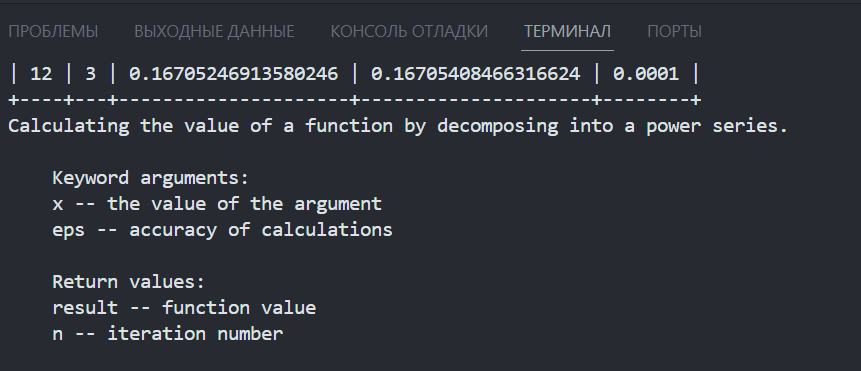 ПРОБЛЕМЫ ВЫХОДНЫЕ ДАННЫЕ КОНСОЛЬ ОТЛАДКИ ТЕРМИНАЛ ПОРТЫ
| 12 | 3 | 0.16705246913580246 | 0.16705408466316624 | 0.0001 |
+----+---+---------------------+---------------------+--------+
Calculating the value of a function by decomposing into a power series.
Keyword arguments:
x -- the value of the argument
eps -- accuracy of calculations
Return values:
result -- function value
n -- iteration number